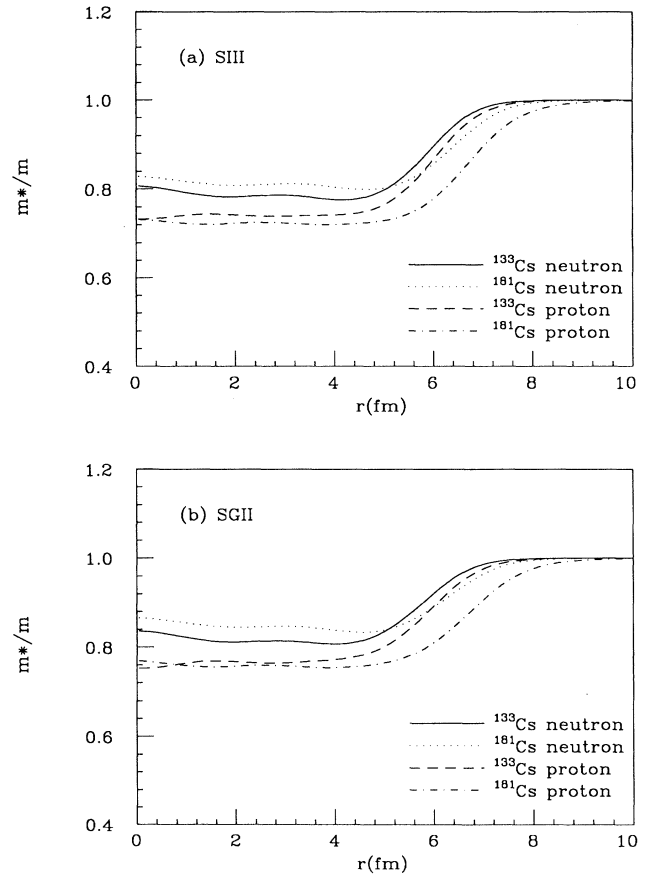 1.2
(a) SIII
1.0
m*/m
0.8
0.6
¹³³Cs neutron
¹⁸¹Cs neutron
¹³³Cs proton
¹⁸¹Cs proton
0.4
0 2 4 6 8 10
r(fm)
1.2
(b) SGII
1.0
m*/m
0.8
0.6
¹³³Cs neutron
¹⁸¹Cs neutron
¹³³Cs proton
¹⁸¹Cs proton
0.4
0 2 4 6 8 10
r(fm)